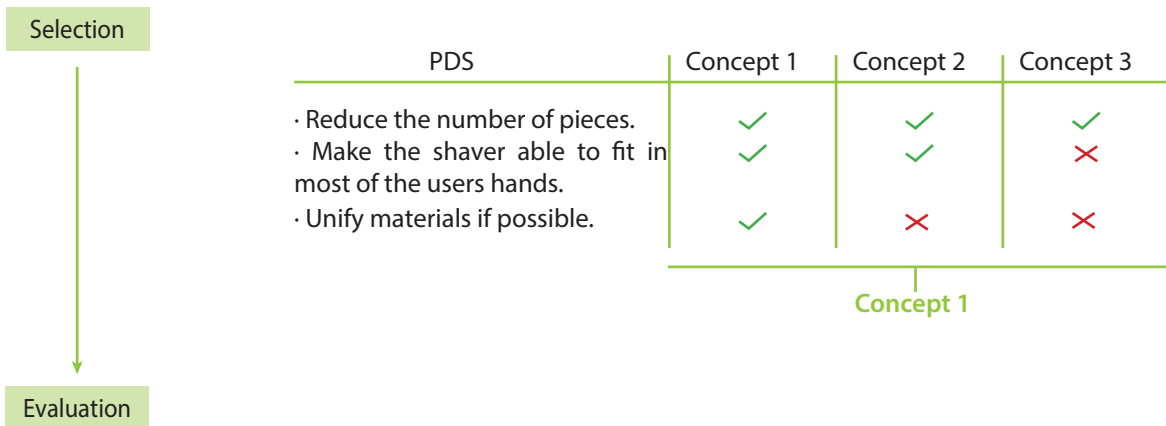 Selection
PDS Concept 1 Concept 2 Concept 3
· Reduce the number of pieces.
· Make the shaver able to fit in
most of the users hands.
· Unify materials if possible.
Concept 1
Evaluation